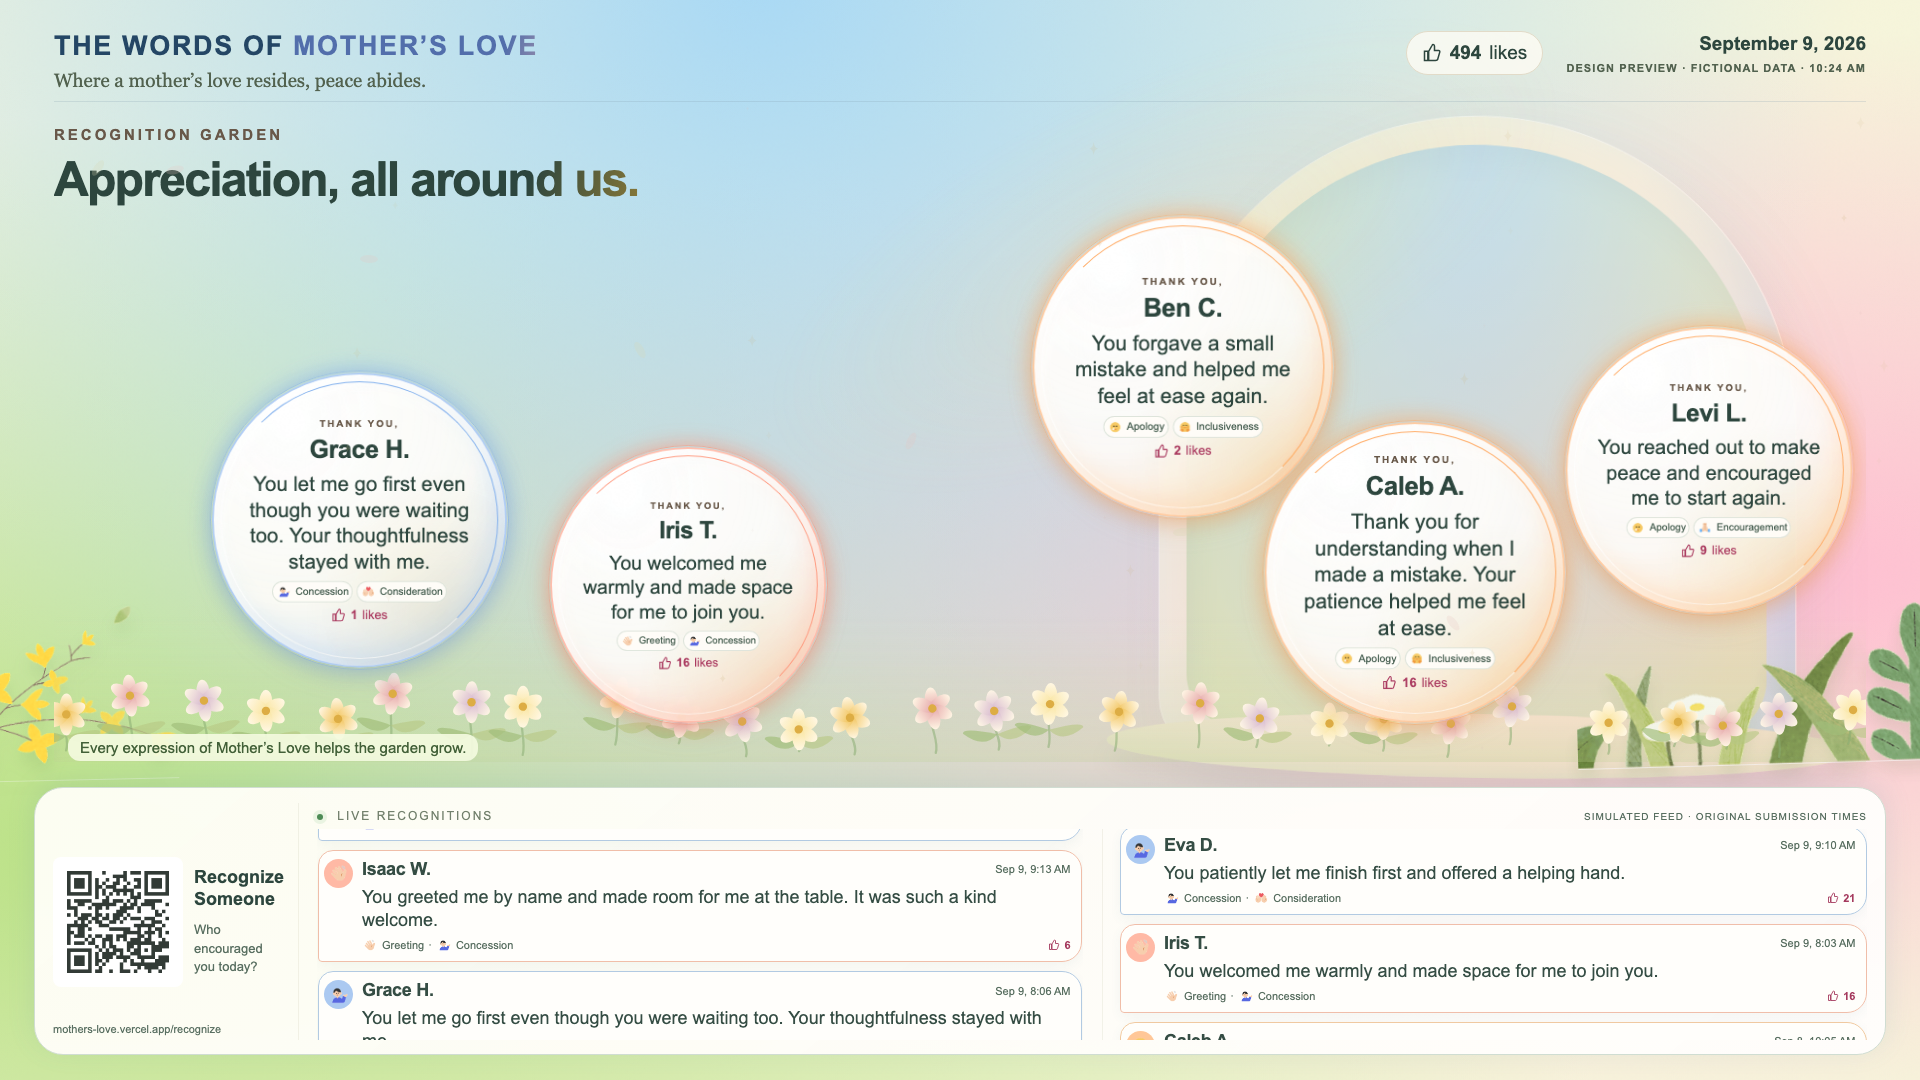 THE WORDS OF MOTHER’S LOVE
Where a mother’s love resides, peace abides.
494 likes
September 9, 2026
DESIGN PREVIEW · FICTIONAL DATA · 10:24 AM
RECOGNITION GARDEN
Appreciation, all around us.
THANK YOU,
Grace H.
You let me go first even
though you were waiting
too. Your thoughtfulness
stayed with me.
Concession Consideration
1 likes
THANK YOU,
Iris T.
You welcomed me
warmly and made space
for me to join you.
Greeting Concession
16 likes
THANK YOU,
Ben C.
You forgave a small
mistake and helped me
feel at ease again.
Apology Inclusiveness
2 likes
THANK YOU,
Caleb A.
Thank you for
understanding when I
made a mistake. Your
patience helped me feel
at ease.
Apology Inclusiveness
16 likes
THANK YOU,
Levi L.
You reached out to make
peace and encouraged
me to start again.
Apology Encouragement
9 likes
Every expression of Mother’s Love helps the garden grow.
Recognize
Someone
Who
encouraged
you today?
mothers-love.vercel.app/recognize
LIVE RECOGNITIONS
SIMULATED FEED · ORIGINAL SUBMISSION TIMES
Isaac W.
Sep 9, 9:13 AM
You greeted me by name and made room for me at the table. It was such a kind
welcome.
Greeting · Concession
6
Grace H.
Sep 9, 8:06 AM
You let me go first even though you were waiting too. Your thoughtfulness stayed with
me.
Eva D.
Sep 9, 9:10 AM
You patiently let me finish first and offered a helping hand.
Concession · Consideration
21
Iris T.
Sep 9, 8:03 AM
You welcomed me warmly and made space for me to join you.
Greeting · Concession
16
Caleb A.